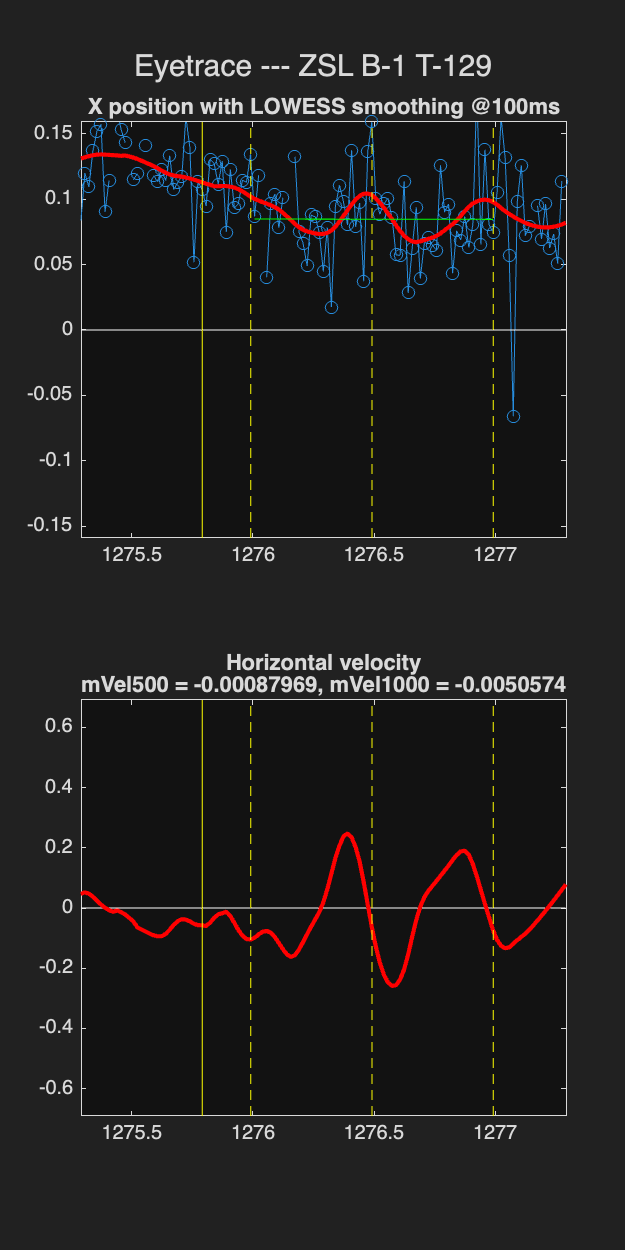 Eyetrace --- ZSL B-1 T-129
X position with LOWESS smoothing @100ms
0.15
0.1
0.05
0
-0.05
-0.1
-0.15
1275.5 1276 1276.5 1277
Horizontal velocity
mVel500 = -0.00087969, mVel1000 = -0.0050574
0.6
0.4
0.2
0
-0.2
-0.4
-0.6
1275.5 1276 1276.5 1277